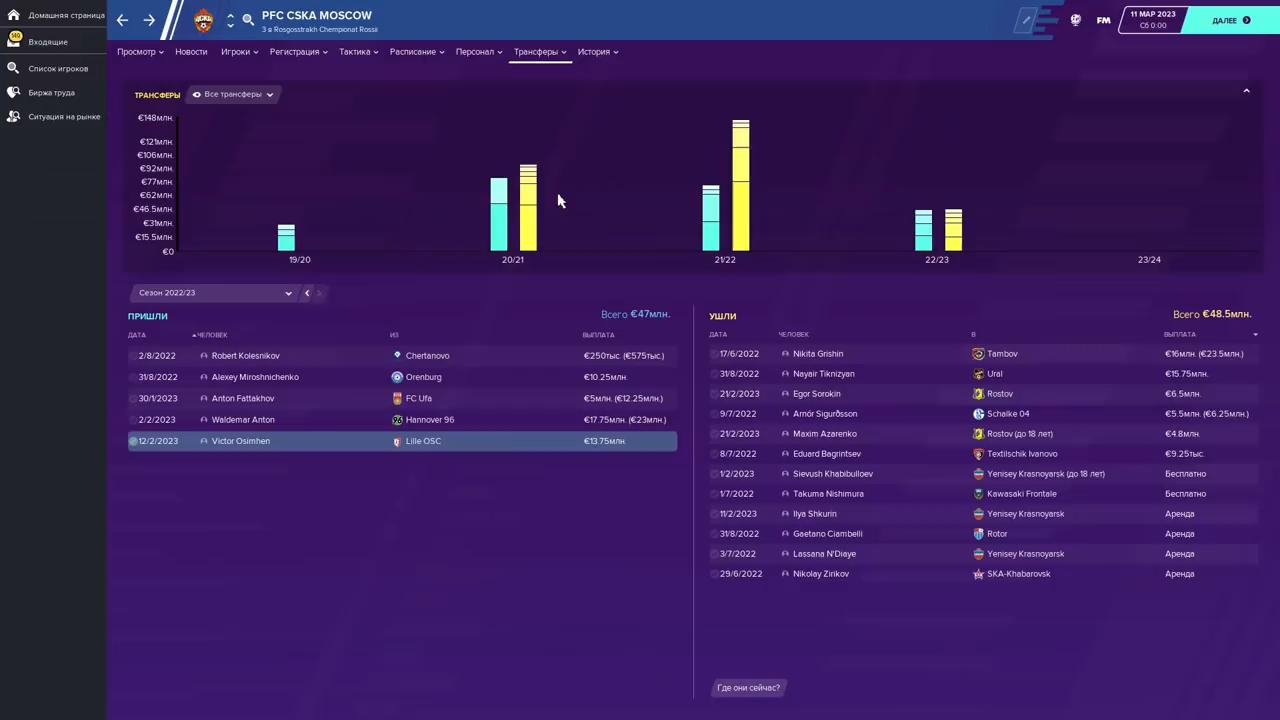 Домашняя страница
149
Входящие
Список игроков
Биржа труда
Ситуация на рынке
PFC CSKA MOSCOW
3 в Rosgosstrakh Chempionat Rossii
FM
11 МАР 2023
Сб 0:00
ДАЛЕЕ
Просмотр Новости Игроки Регистрация Тактика Расписание Персонал Трансферы История
ТРАНСФЕРЫ Все трансферы
€148млн.
€121млн.
€106млн.
€92млн.
€77млн.
€62млн.
€46.5млн.
€31млн.
€15.5млн.
€0
19/20 20/21 21/22 22/23 23/24
Сезон 2022/23
ПРИШЛИ Всего €47млн.
ДАТА ЧЕЛОВЕК ИЗ ВЫПЛАТА
2/8/2022 Robert Kolesnikov Chertanovo €250тыс. (€575тыс.)
31/8/2022 Alexey Miroshnichenko Orenburg €10.25млн.
30/1/2023 Anton Fattakhov FC Ufa €5млн. (€12.25млн.)
2/2/2023 Waldemar Anton Hannover 96 €17.75млн. (€23млн.)
12/2/2023 Victor Osimhen Lille OSC €13.75млн.
УШЛИ Всего €48.5млн.
ДАТА ЧЕЛОВЕК В ВЫПЛАТА
17/6/2022 Nikita Grishin Tambov €16млн. (€23.5млн.)
31/8/2022 Nayair Tiknizyan Ural €15.75млн.
21/2/2023 Egor Sorokin Rostov €6.5млн.
9/7/2022 Arnór Sigurðsson Schalke 04 €5.5млн. (€6.25млн.)
21/2/2023 Maxim Azarenko Rostov (до 18 лет) €4.8млн.
8/7/2022 Eduard Bagrintsev Textilschik Ivanovo €9.25тыс.
1/2/2023 Sievush Khabibulloev Yenisey Krasnoyarsk (до 18 лет) Бесплатно
1/7/2022 Takuma Nishimura Kawasaki Frontale Бесплатно
11/2/2023 Ilya Shkurin Yenisey Krasnoyarsk Аренда
31/8/2022 Gaetano Ciambelli Rotor Аренда
3/7/2022 Lassana N'Diaye Yenisey Krasnoyarsk Аренда
29/6/2022 Nikolay Zirikov SKA-Khabarovsk Аренда
Где они сейчас?